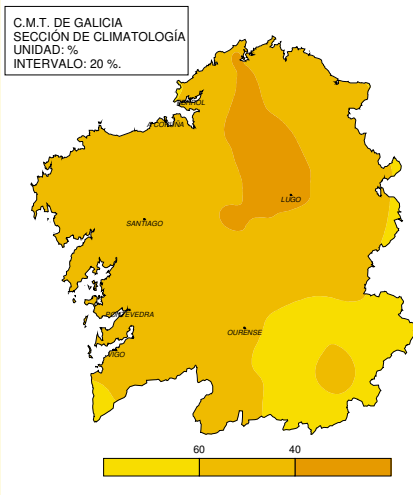 C.M.T. DE GALICIA
SECCIÓN DE CLIMATOLOGÍA
UNIDAD: %
INTERVALO: 20 %.
FERROL
A CORUÑA
LUGO
SANTIAGO
PONTEVEDRA
OURENSE
VIGO
60 40